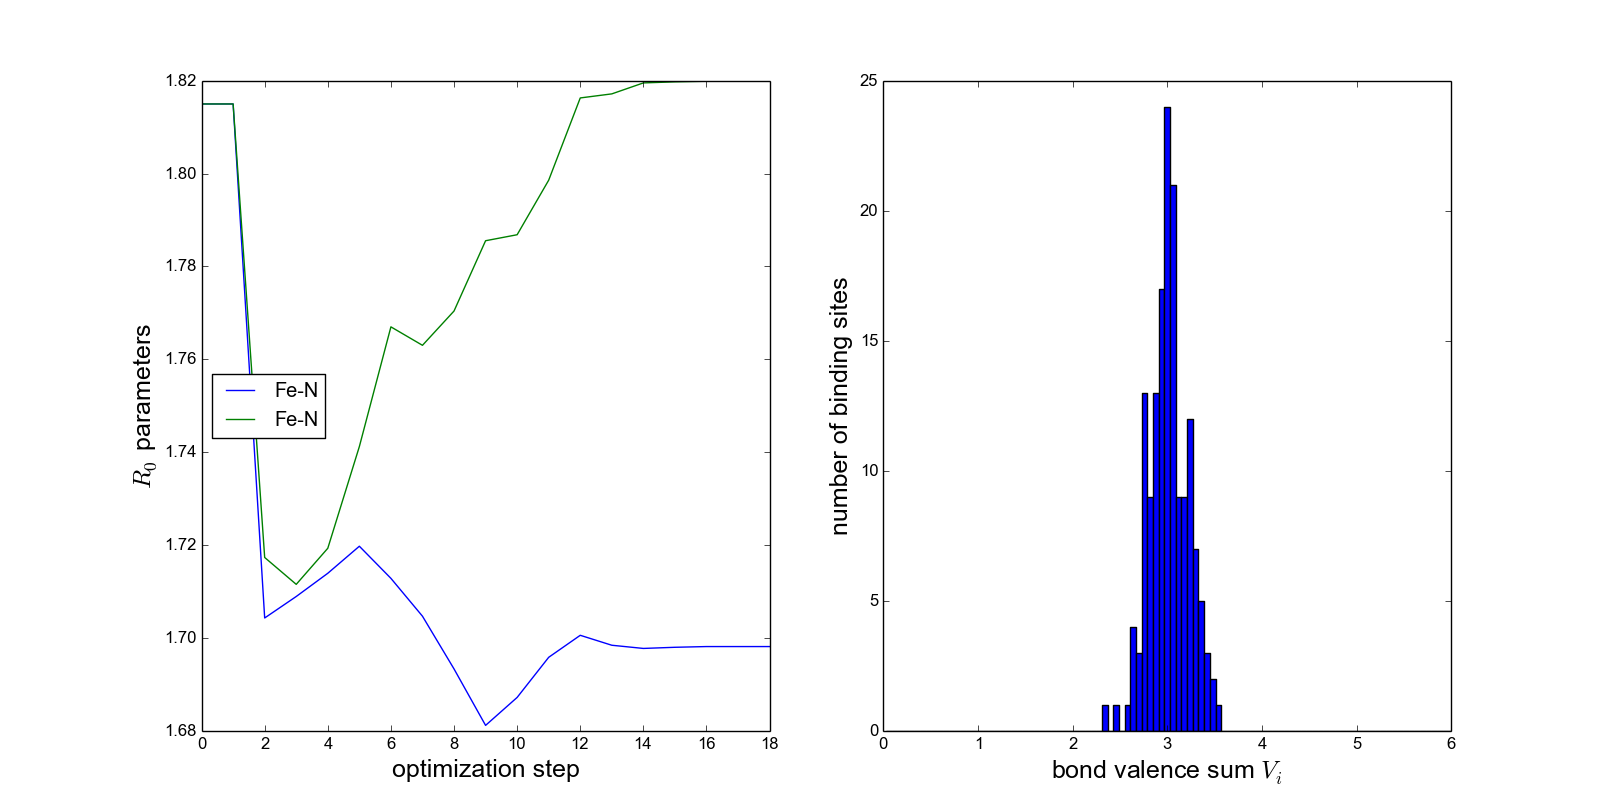 1.82
1.80
1.78
1.76
1.74
1.72
1.70
1.68
R0 parameters
Fe-N
Fe-N
0 2 4 6 8 10 12 14 16 18
optimization step
25
20
15
10
5
0
number of binding sites
0 1 2 3 4 5 6
bond valence sum Vi